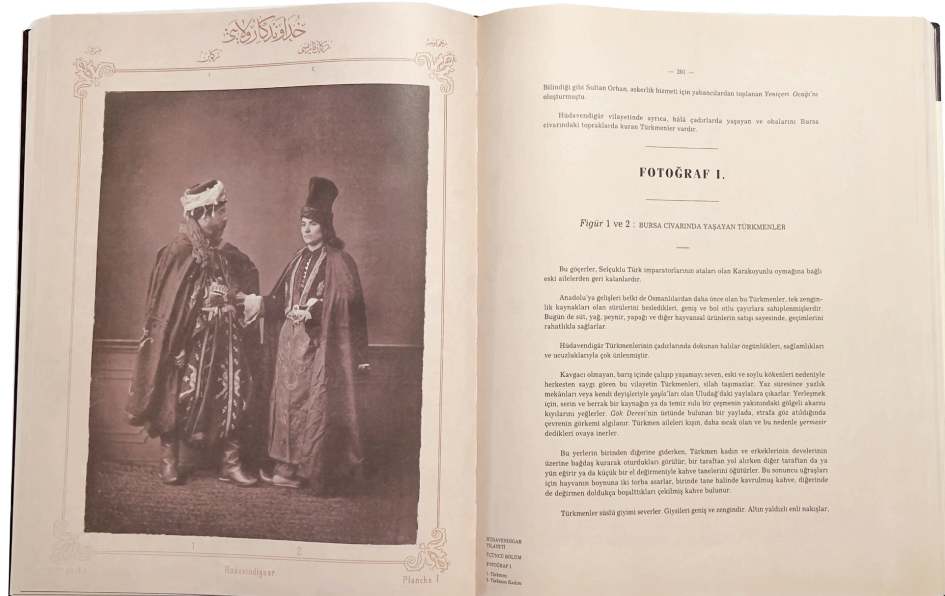 خداوندگار ولايتى
1
2
Hudavendiguar.
Planche I
— 201 —
Bilindiği gibi Sultan Orhan, askerlik hizmeti için yabancılardan toplanan Yeniçeri Ocağı'nı
oluşturmuştu.
Hüdavendigâr vilayetinde ayrıca, hâlâ çadırlarda yaşayan ve obalarını Bursa
civarındaki topraklarda kuran Türkmenler vardır.
FOTOĞRAF I.
Figür 1 ve 2 : BURSA CIVARINDA YAŞAYAN TÜRKMENLER
Bu göçerler, Selçuklu Türk imparatorlarının ataları olan Karakoyunlu oymağına bağlı
eski ailelerden geri kalanlardır.
Anadolu'ya gelişleri belki de Osmanlılardan daha önce olan bu Türkmenler, tek zengin-
lik kaynakları olan sürülerini besledikleri, geniş ve bol otlu çayırlara sahiplenmişlerdir.
Bugün de süt, yağ, peynir, yapağı ve diğer hayvansal ürünlerin satışı sayesinde, geçimlerini
rahatlıkla sağlarlar.
Hüdavendigâr Türkmenlerinin çadırlarında dokunan halılar özgünlükleri, sağlamlıkları
ve ucuzluklarıyla çok ünlenmiştir.
Kavgacı olmayan, barış içinde çalışıp yaşamayı seven, eski ve soylu kökenleri nedeniyle
herkesten saygı gören bu vilayetin Türkmenleri, silah taşımazlar. Yaz süresince yazlık
mekânları veya kendi deyişleriyle yayla'ları olan Uludağ'daki yaylalara çıkarlar. Yerleşmek
için, serin ve berrak bir kaynağın ya da temiz sulu bir çeşmenin yakınındaki gölgeli akarsu
kıyılarını yeğlerler. Gök Deresi'nin üstünde bulunan bir yaylada, etrafa göz atıldığında
çevrenin görkemi algılanır. Türkmen aileleri kışın, daha sıcak olan ve bu nedenle yermesir
dedikleri ovaya inerler.
Bu yerlerin birinden diğerine giderken, Türkmen kadın ve erkeklerinin develerinin
üzerine bağdaş kurarak oturdukları görülür; bir taraftan yol alırken diğer taraftan da ya
yün eğirir ya da küçük bir el değirmeniyle kahve tanelerini öğütürler. Bu sonuncu uğraşları
için hayvanın boynuna iki torba asarlar, birinde tane halinde kavrulmuş kahve, diğerinde
de değirmen doldukça boşalttıkları çekilmiş kahve bulunur.
Türkmenler süslü giyimi severler. Giysileri geniş ve zengindir. Altın yaldızlı enli nakışlar,
HÜDAVENDİGAR
VİLAYETİ
ÜÇÜNCÜ BÖLÜM
FOTOĞRAF I.
1. Türkmen
2. Türkmen Kadını